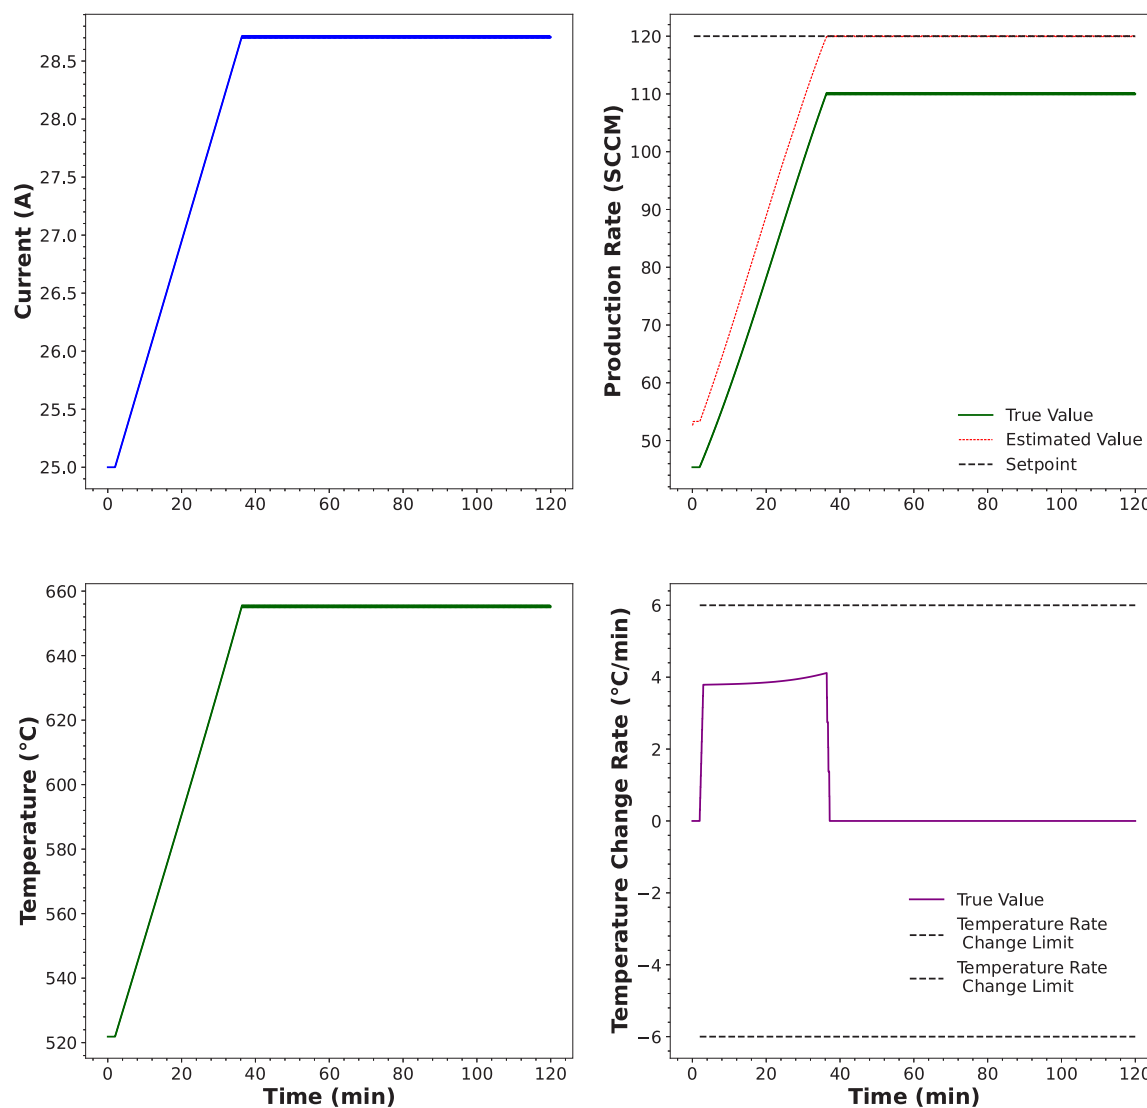 Current (A)
28.5
28.0
27.5
27.0
26.5
26.0
25.5
25.0
0 20 40 60 80 100 120
Production Rate (SCCM)
120
110
100
90
80
70
60
50
True Value
Estimated Value
Setpoint
0 20 40 60 80 100 120
Temperature (°C)
660
640
620
600
580
560
540
520
0 20 40 60 80 100 120
Time (min)
Temperature Change Rate (°C/min)
6
4
2
0
−2
−4
−6
True Value
Temperature Rate
Change Limit
Temperature Rate
Change Limit
0 20 40 60 80 100 120
Time (min)